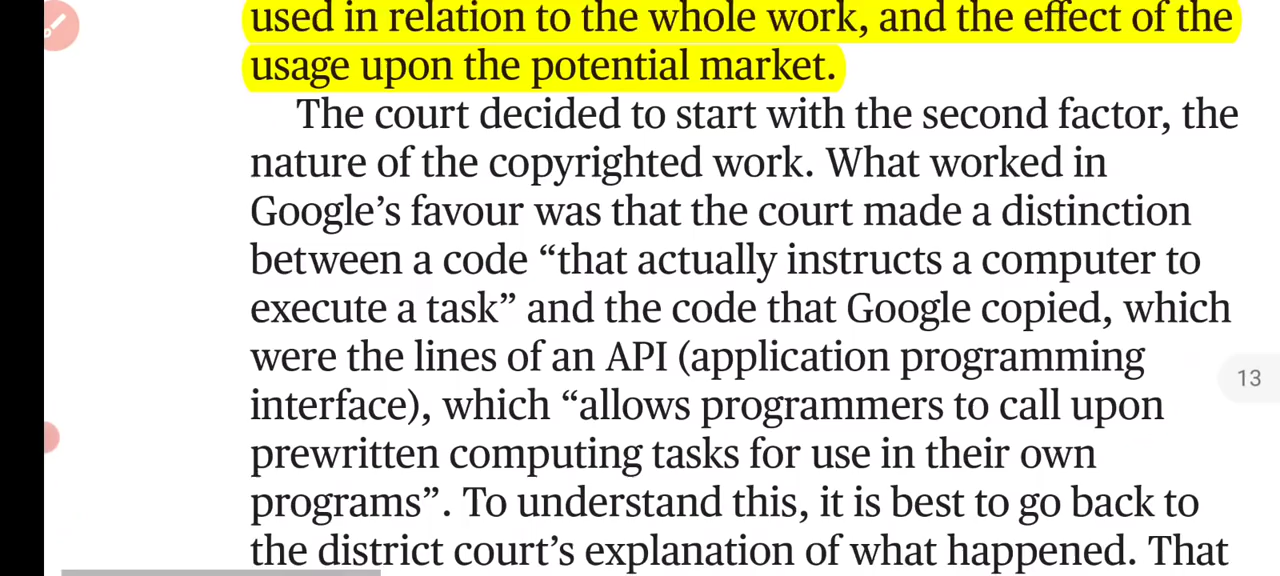 used in relation to the whole work, and the effect of the
usage upon the potential market.
The court decided to start with the second factor, the
nature of the copyrighted work. What worked in
Google’s favour was that the court made a distinction
between a code “that actually instructs a computer to
execute a task” and the code that Google copied, which
were the lines of an API (application programming
interface), which “allows programmers to call upon
prewritten computing tasks for use in their own
programs”. To understand this, it is best to go back to
the district court’s explanation of what happened. That
13